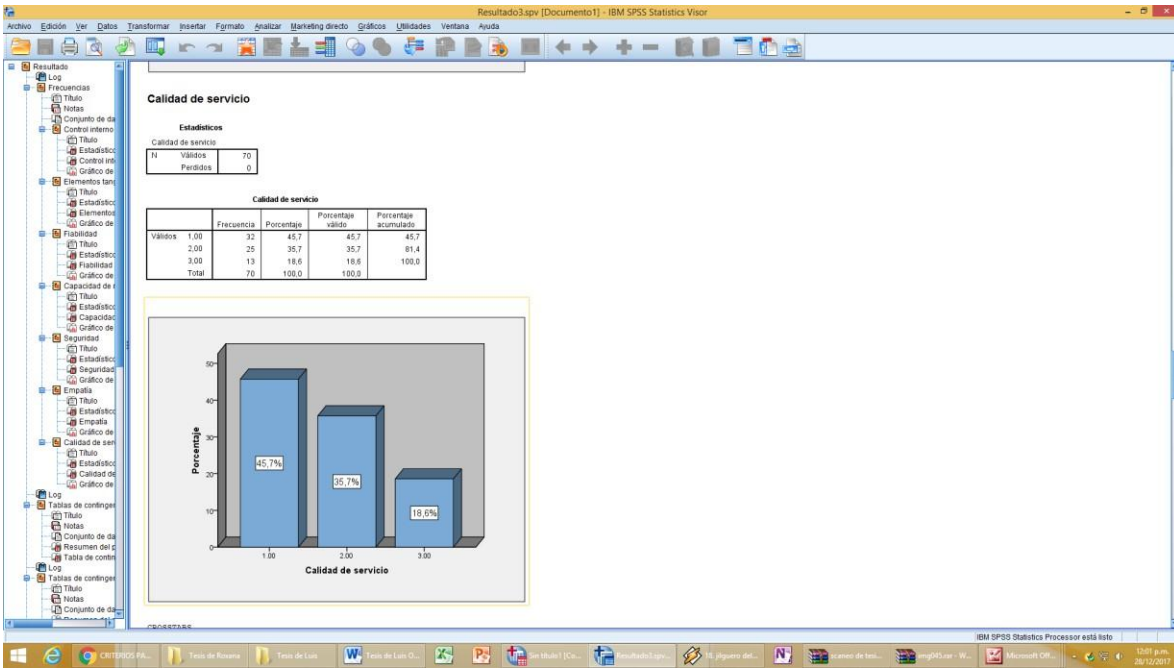 Resultado3.spv [Documento1] - IBM SPSS Statistics Visor
Archivo Edición Ver Datos Transformar Insertar Formato Analizar Marketing directo Gráficos Utilidades Ventana Ayuda
Resultado
Log
Frecuencias
Título
Notas
Conjunto de da
Control interno
Título
Estadístico
Control inte
Gráfico de
Elementos tang
Título
Estadístico
Elementos
Gráfico de
Fiabilidad
Título
Estadístico
Fiabilidad
Gráfico de
Capacidad de r
Título
Estadístico
Capacidad
Gráfico de
Seguridad
Título
Estadístico
Seguridad
Gráfico de
Empatía
Título
Estadístico
Empatía
Gráfico de
Calidad de ser
Título
Estadístico
Calidad de
Gráfico de
Log
Tablas de continger
Título
Notas
Conjunto de da
Resumen del p
Tabla de contin
Log
Tablas de continger
Título
Notas
Conjunto de da
Calidad de servicio
Estadísticos
Calidad de servicio
N Válidos 70
Perdidos 0
Calidad de servicio
Frecuencia Porcentaje Porcentaje válido Porcentaje acumulado
Válidos 1,00 32 45,7 45,7 45,7
2,00 25 35,7 35,7 81,4
3,00 13 18,6 18,6 100,0
Total 70 100,0 100,0
Porcentaje
50
40
30
20
10
0
45,7%
35,7%
18,6%
1.00 2.00 3.00
Calidad de servicio
CROSSTABS
IBM SPSS Statistics Processor está listo
CRITERIOS PA... Tesis de Rosana Tesis de Luis Tesis de Luis O... Sin título1 [Co... Resultado3.spv... 18. jilguero del... scaneo de tesi... img045.rar - W... Microsoft Off...
12:01 p.m.
28/12/2017